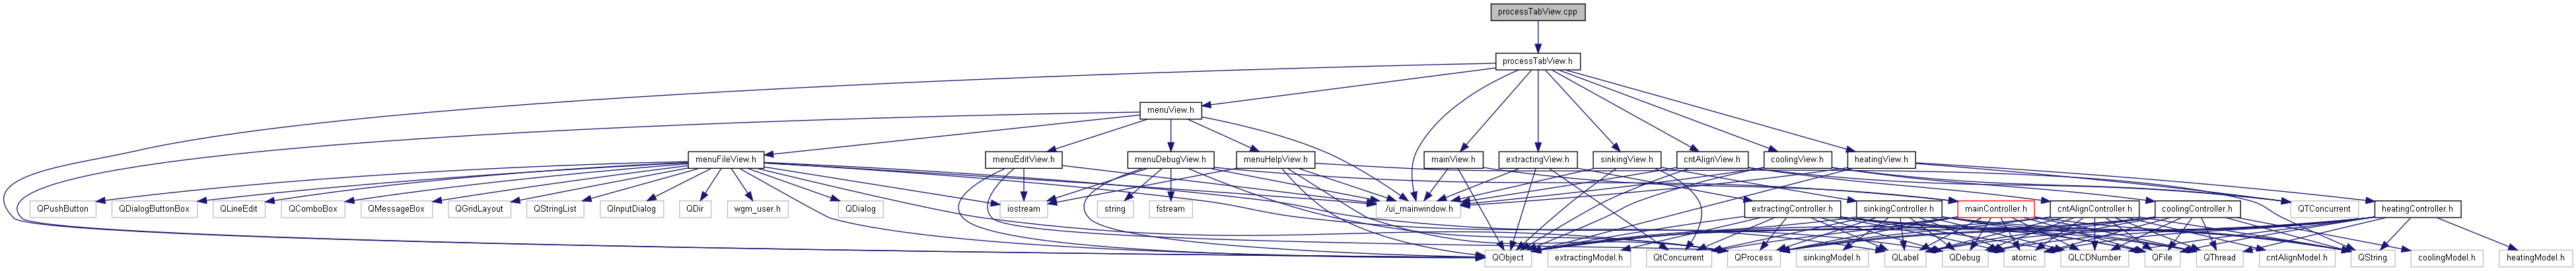 processTabView.cpp
processTabView.h
menuView.h
menuFileView.h
menuEditView.h
menuDebugView.h
menuHelpView.h
mainView.h
extractingView.h
sinkingView.h
cntAlignView.h
coolingView.h
heatingView.h
QPushButton
QDialogButtonBox
QLineEdit
QComboBox
QMessageBox
QGridLayout
QStringList
QInputDialog
QDir
wgm_user.h
QDialog
iostream
string
fstream
./ui_mainwindow.h
extractingController.h
sinkingController.h
mainController.h
cntAlignController.h
coolingController.h
QTConcurrent
heatingController.h
QObject
extractingModel.h
QtConcurrent
QProcess
sinkingModel.h
QLabel
QDebug
atomic
QLCDNumber
QFile
QThread
cntAlignModel.h
QString
coolingModel.h
heatingModel.h